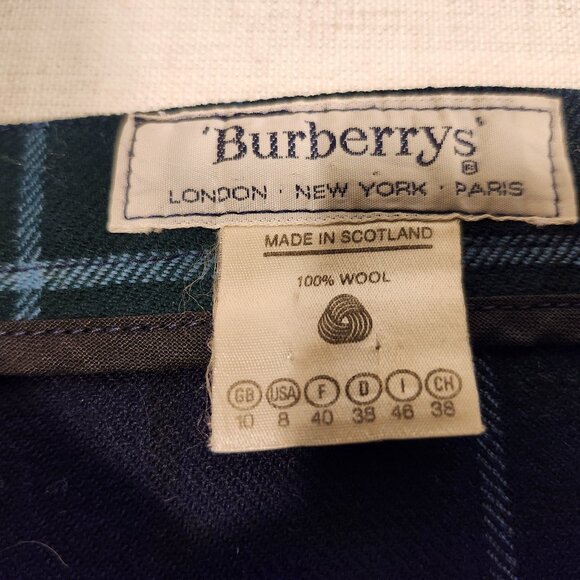 'Burberrys'
®
LONDON · NEW YORK · PARIS
MADE IN SCOTLAND
100% WOOL
GB USA F D I CH
10 8 40 38 46 38